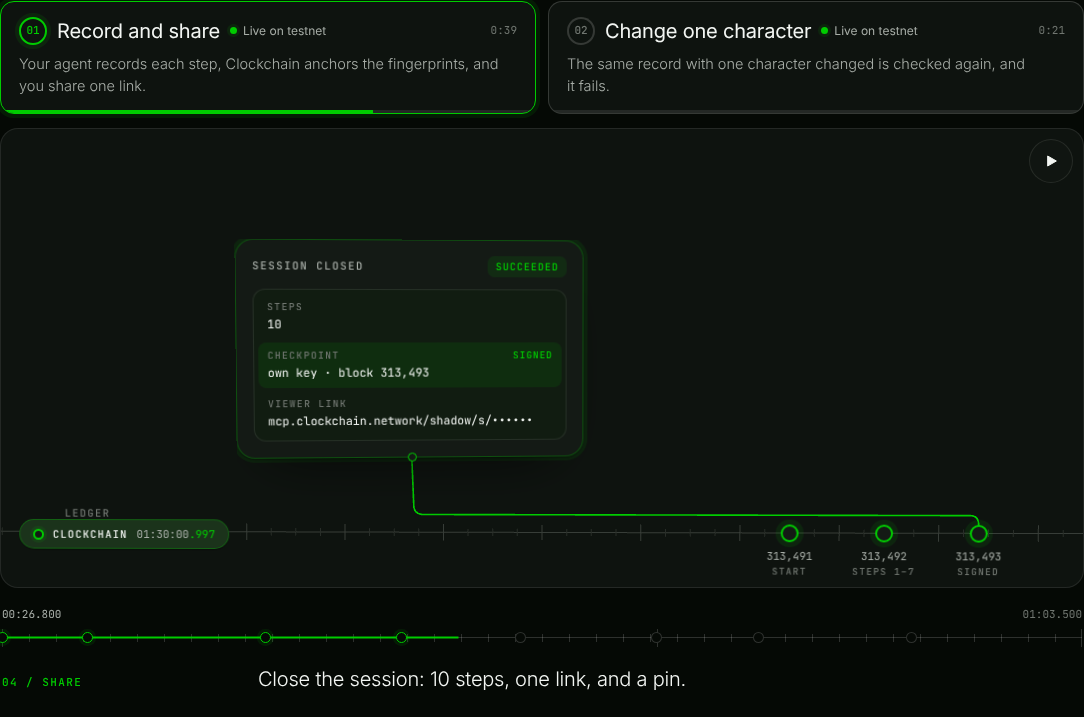 01 Record and share Live on testnet 0:39
Your agent records each step, Clockchain anchors the fingerprints, and
you share one link.
02 Change one character Live on testnet 0:21
The same record with one character changed is checked again, and
it fails.
SESSION CLOSED SUCCEEDED
STEPS
10
CHECKPOINT SIGNED
own key · block 313,493
VIEWER LINK
mcp.clockchain.network/shadow/s/••••••
LEDGER
CLOCKCHAIN 01:30:00.997
313,491 313,492 313,493
START STEPS 1–7 SIGNED
00:26.800 01:03.500
04 / SHARE Close the session: 10 steps, one link, and a pin.